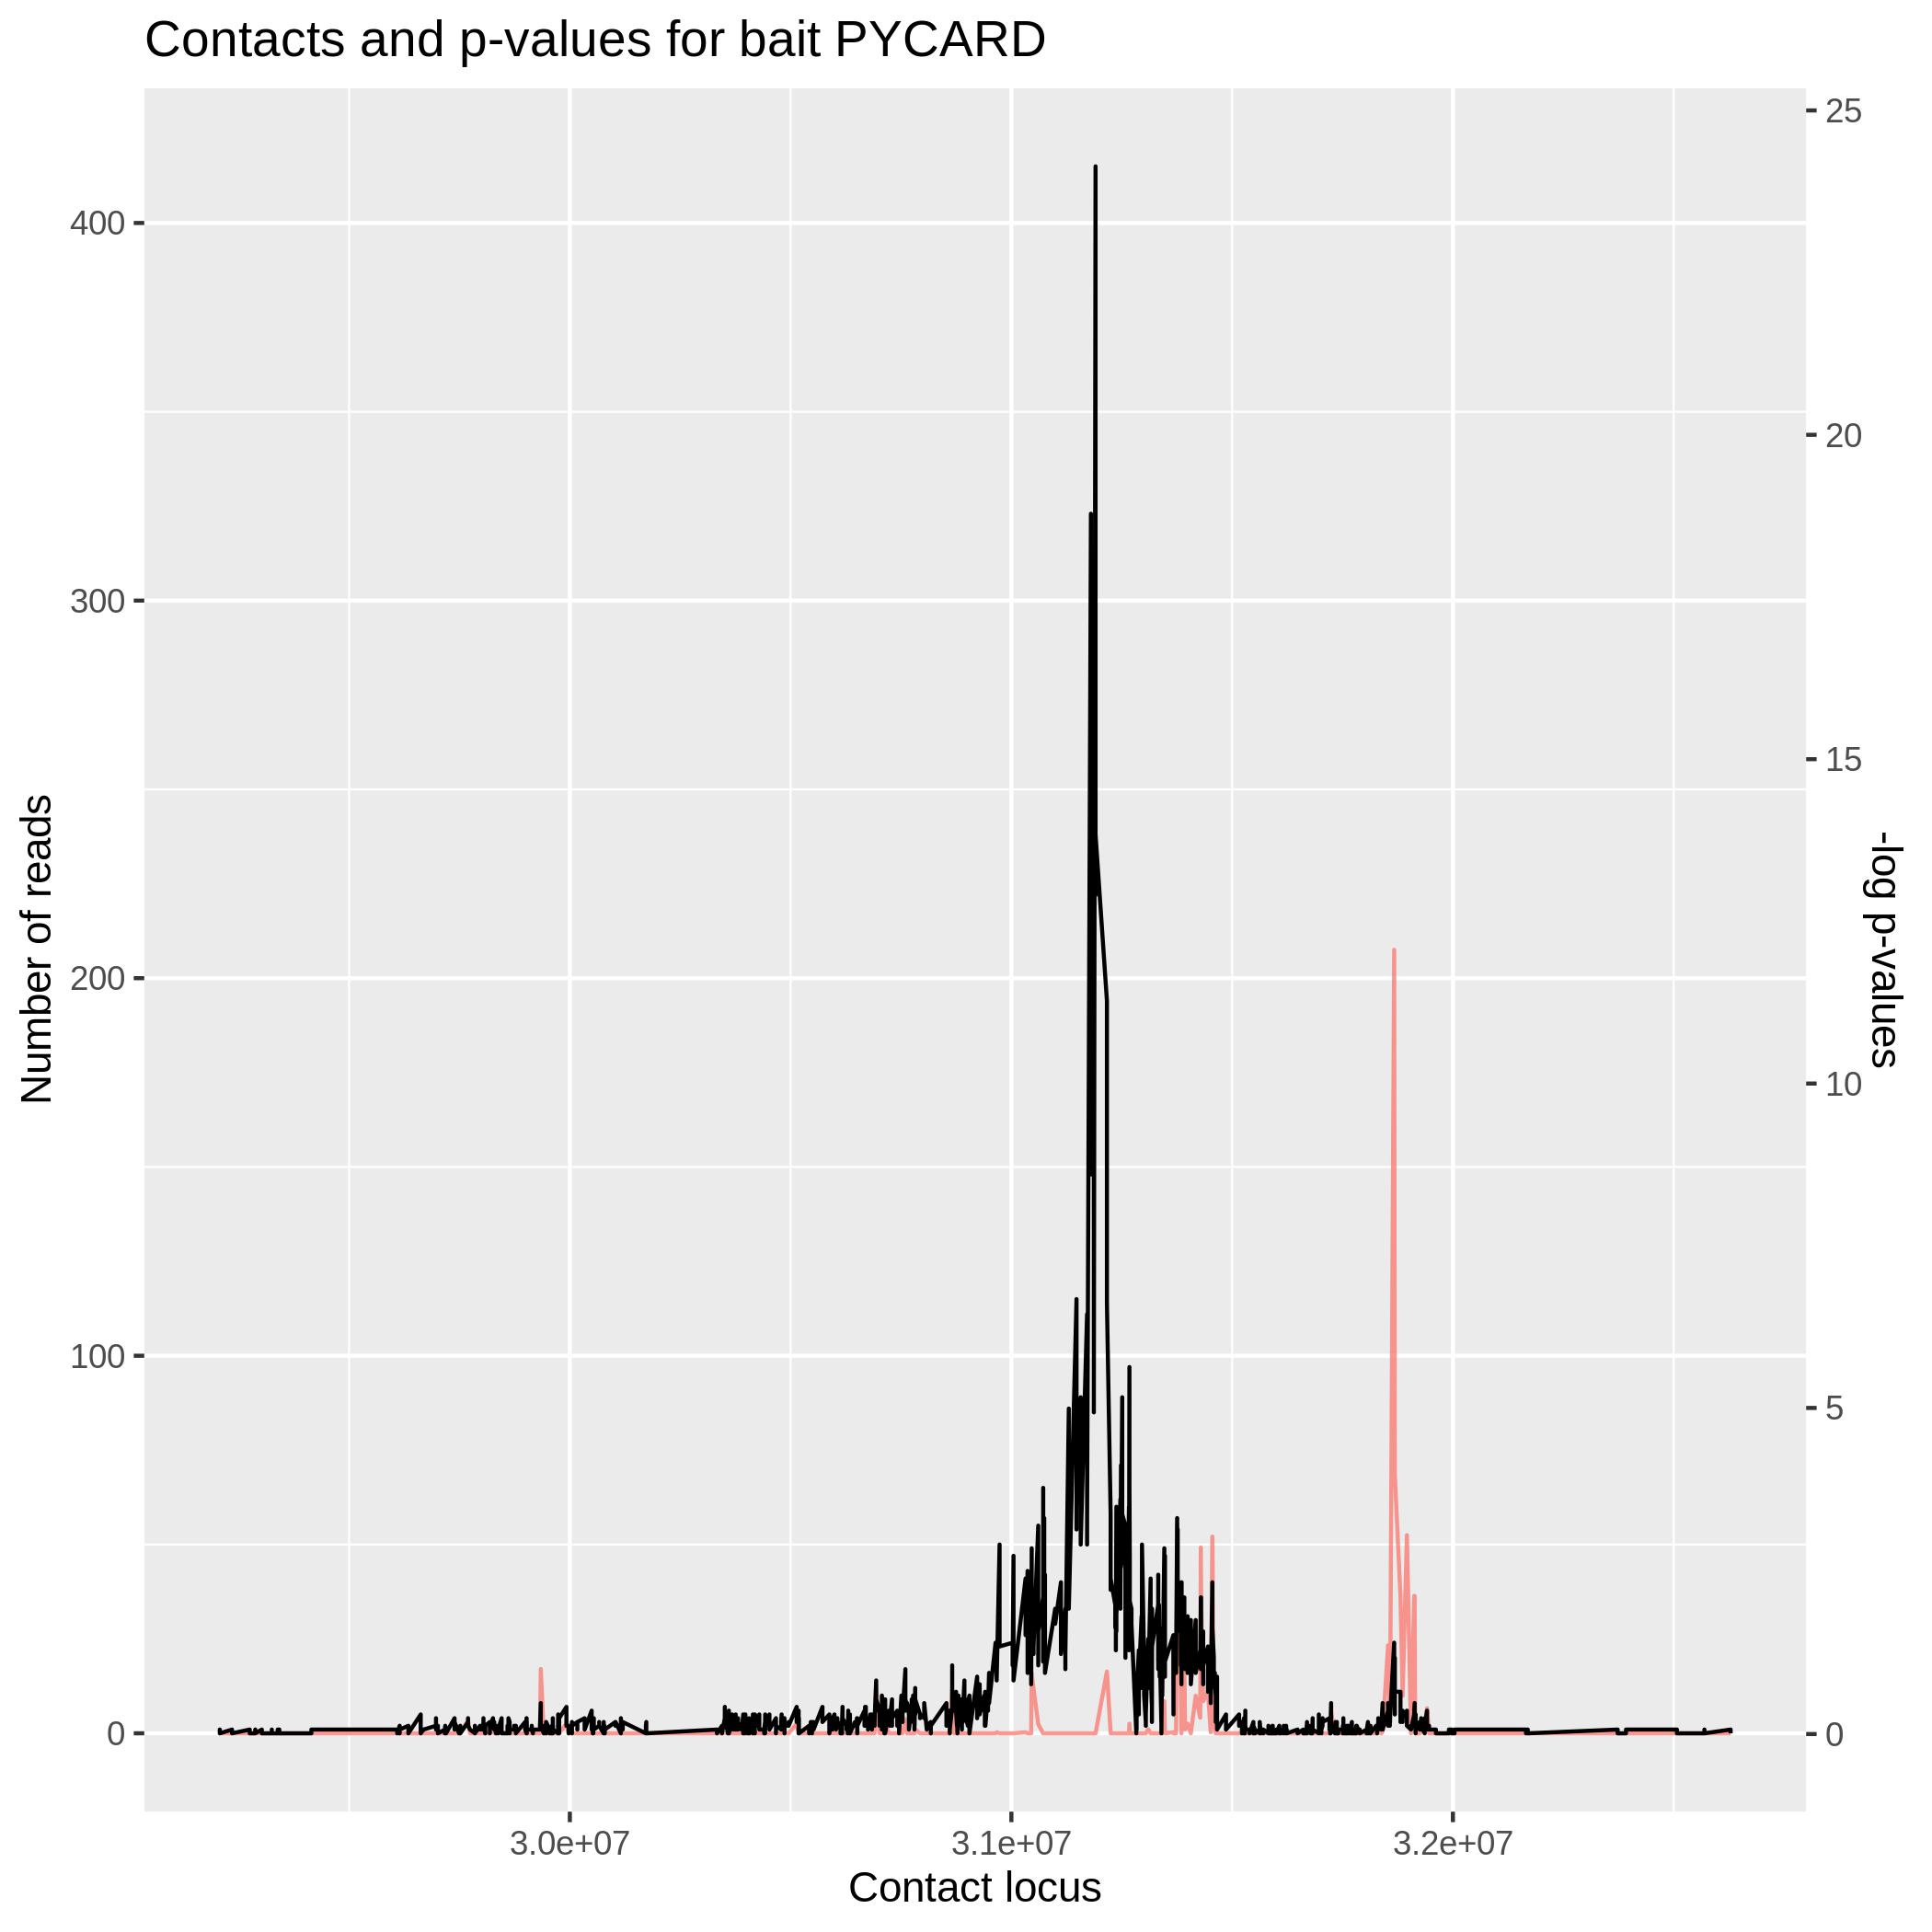 Contacts and p-values for bait PYCARD
Number of reads
400
300
200
100
0
25
20
15
10
5
0
-log p-values
3.0e+07
3.1e+07
3.2e+07
Contact locus